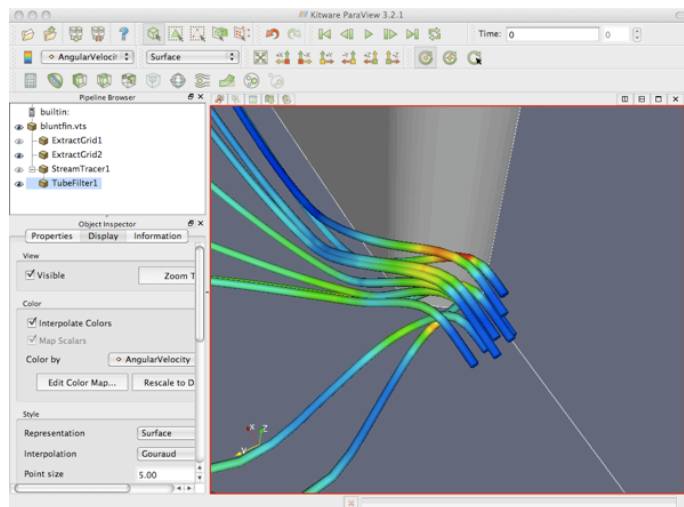 Kitware ParaView 3.2.1
Time: 0 0
AngularVelocit Surface
+X -X +Y -Y +Z -Z
Pipeline Browser
builtin:
bluntfin.vts
ExtractGrid1
ExtractGrid2
StreamTracer1
TubeFilter1
Object Inspector
Properties Display Information
View
Visible Zoom T
Color
Interpolate Colors
Map Scalars
Color by AngularVelocity
Edit Color Map... Rescale to D
Style
Representation Surface
Interpolation Gouraud
Point size 5.00
X Z
Y